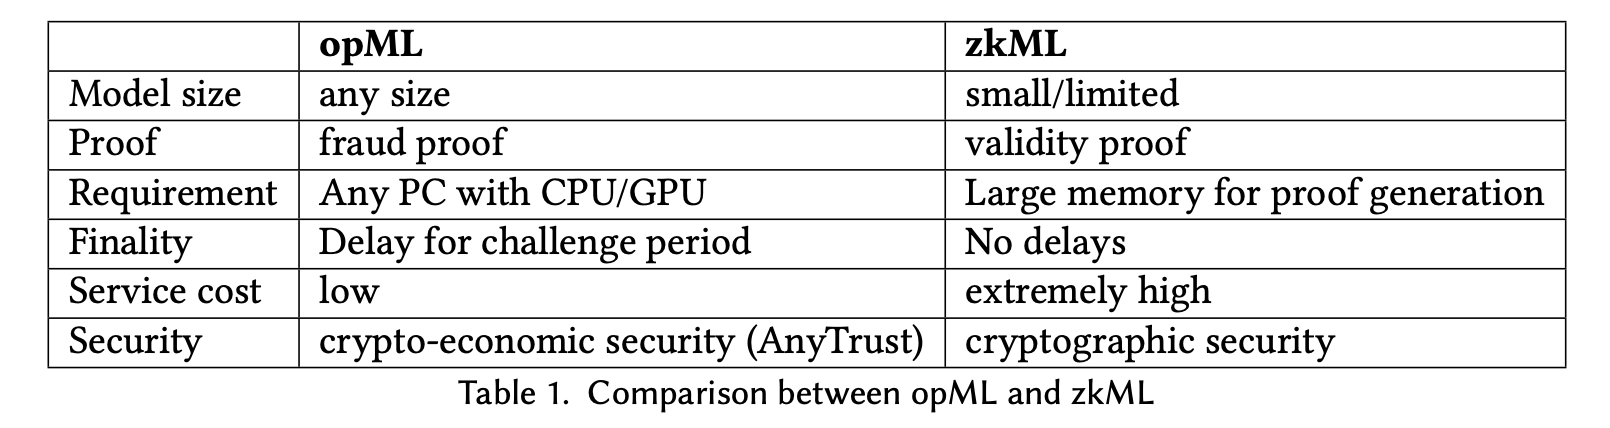 opML zkML
Model size any size small/limited
Proof fraud proof validity proof
Requirement Any PC with CPU/GPU Large memory for proof generation
Finality Delay for challenge period No delays
Service cost low extremely high
Security crypto-economic security (AnyTrust) cryptographic security
Table 1. Comparison between opML and zkML